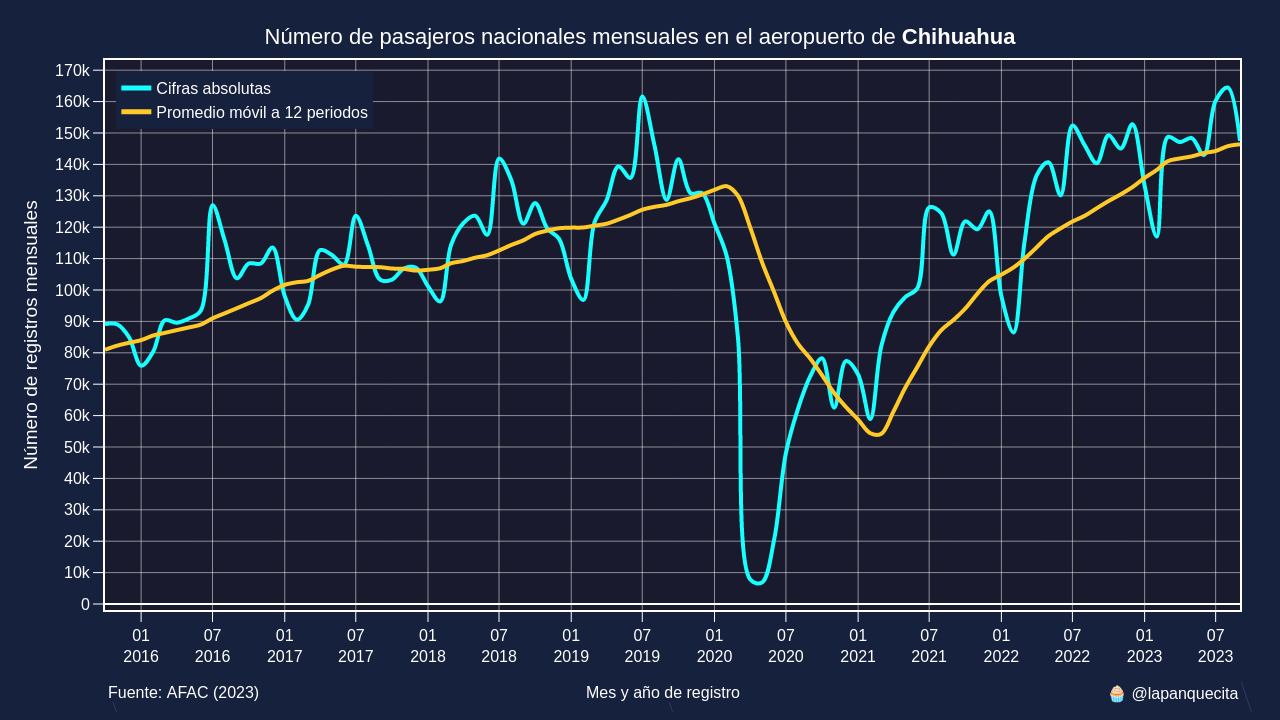 Número de pasajeros nacionales mensuales en el aeropuerto de Chihuahua
Cifras absolutas
Promedio móvil a 12 periodos
Número de registros mensuales
170k
160k
150k
140k
130k
120k
110k
100k
90k
80k
70k
60k
50k
40k
30k
20k
10k
0
01 07 01 07 01 07 01 07 01 07 01 07 01 07 01 07
2016 2016 2017 2017 2018 2018 2019 2019 2020 2020 2021 2021 2022 2022 2023 2023
Fuente: AFAC (2023) Mes y año de registro 🧁 @lapanquecita